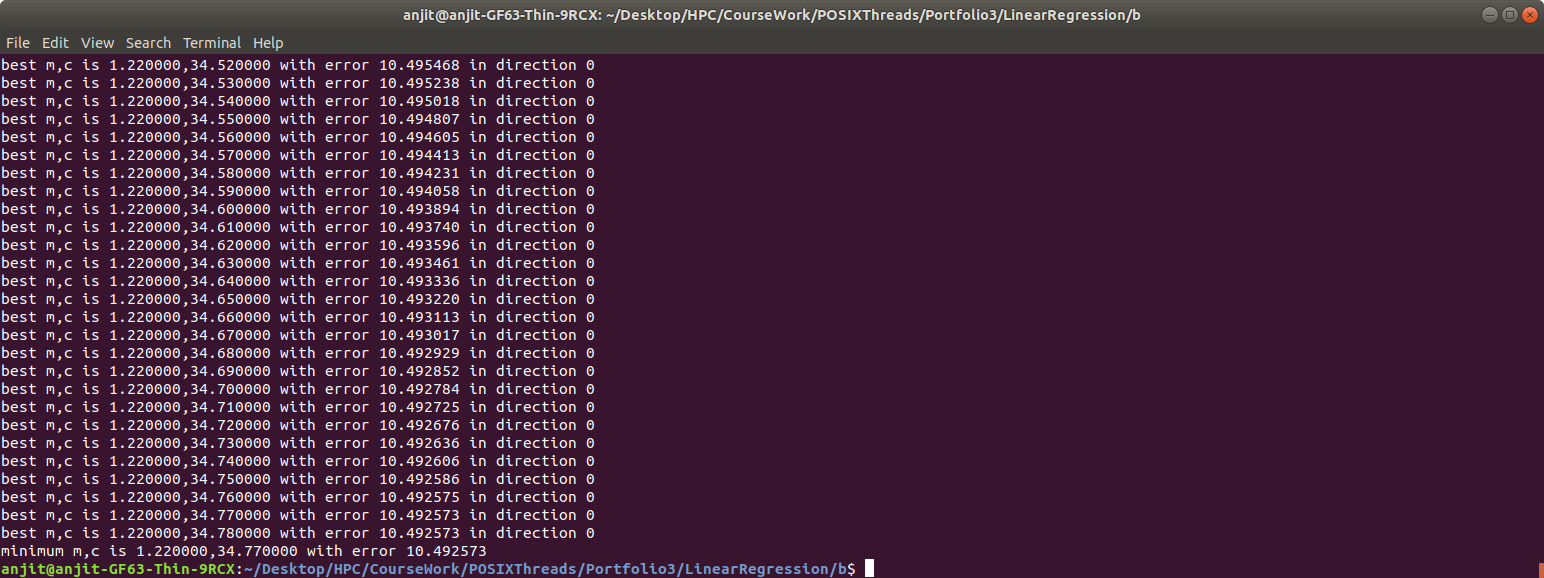 anjit@anjit-GF63-Thin-9RCX: ~/Desktop/HPC/CourseWork/POSIXThreads/Portfolio3/LinearRegression/b
File Edit View Search Terminal Help
best m,c is 1.220000,34.520000 with error 10.495468 in direction 0
best m,c is 1.220000,34.530000 with error 10.495238 in direction 0
best m,c is 1.220000,34.540000 with error 10.495018 in direction 0
best m,c is 1.220000,34.550000 with error 10.494807 in direction 0
best m,c is 1.220000,34.560000 with error 10.494605 in direction 0
best m,c is 1.220000,34.570000 with error 10.494413 in direction 0
best m,c is 1.220000,34.580000 with error 10.494231 in direction 0
best m,c is 1.220000,34.590000 with error 10.494058 in direction 0
best m,c is 1.220000,34.600000 with error 10.493894 in direction 0
best m,c is 1.220000,34.610000 with error 10.493740 in direction 0
best m,c is 1.220000,34.620000 with error 10.493596 in direction 0
best m,c is 1.220000,34.630000 with error 10.493461 in direction 0
best m,c is 1.220000,34.640000 with error 10.493336 in direction 0
best m,c is 1.220000,34.650000 with error 10.493220 in direction 0
best m,c is 1.220000,34.660000 with error 10.493113 in direction 0
best m,c is 1.220000,34.670000 with error 10.493017 in direction 0
best m,c is 1.220000,34.680000 with error 10.492929 in direction 0
best m,c is 1.220000,34.690000 with error 10.492852 in direction 0
best m,c is 1.220000,34.700000 with error 10.492784 in direction 0
best m,c is 1.220000,34.710000 with error 10.492725 in direction 0
best m,c is 1.220000,34.720000 with error 10.492676 in direction 0
best m,c is 1.220000,34.730000 with error 10.492636 in direction 0
best m,c is 1.220000,34.740000 with error 10.492606 in direction 0
best m,c is 1.220000,34.750000 with error 10.492586 in direction 0
best m,c is 1.220000,34.760000 with error 10.492575 in direction 0
best m,c is 1.220000,34.770000 with error 10.492573 in direction 0
best m,c is 1.220000,34.780000 with error 10.492573 in direction 0
minimum m,c is 1.220000,34.770000 with error 10.492573
anjit@anjit-GF63-Thin-9RCX:~/Desktop/HPC/CourseWork/POSIXThreads/Portfolio3/LinearRegression/b$